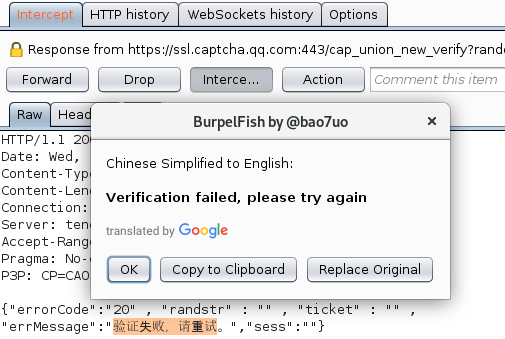 Intercept HTTP history WebSockets history Options
Response from https://ssl.captcha.qq.com:443/cap_union_new_verify?rand
Forward Drop Interce... Action Comment this item
Raw Head
BurpelFish by @bao7uo ×
HTTP/1.1 20
Date: Wed,
Chinese Simplified to English:
Content-Type
Content-Len
Verification failed, please try again
Connection:
Server: ten
translated by Google
Accept-Rang
Pragma: No-c
OK Copy to Clipboard Replace Original
P3P: CP=CAO
{"errorCode":"20" , "randstr" : "" , "ticket" : "" ,
"errMessage":"验证失败，请重试。","sess":""}